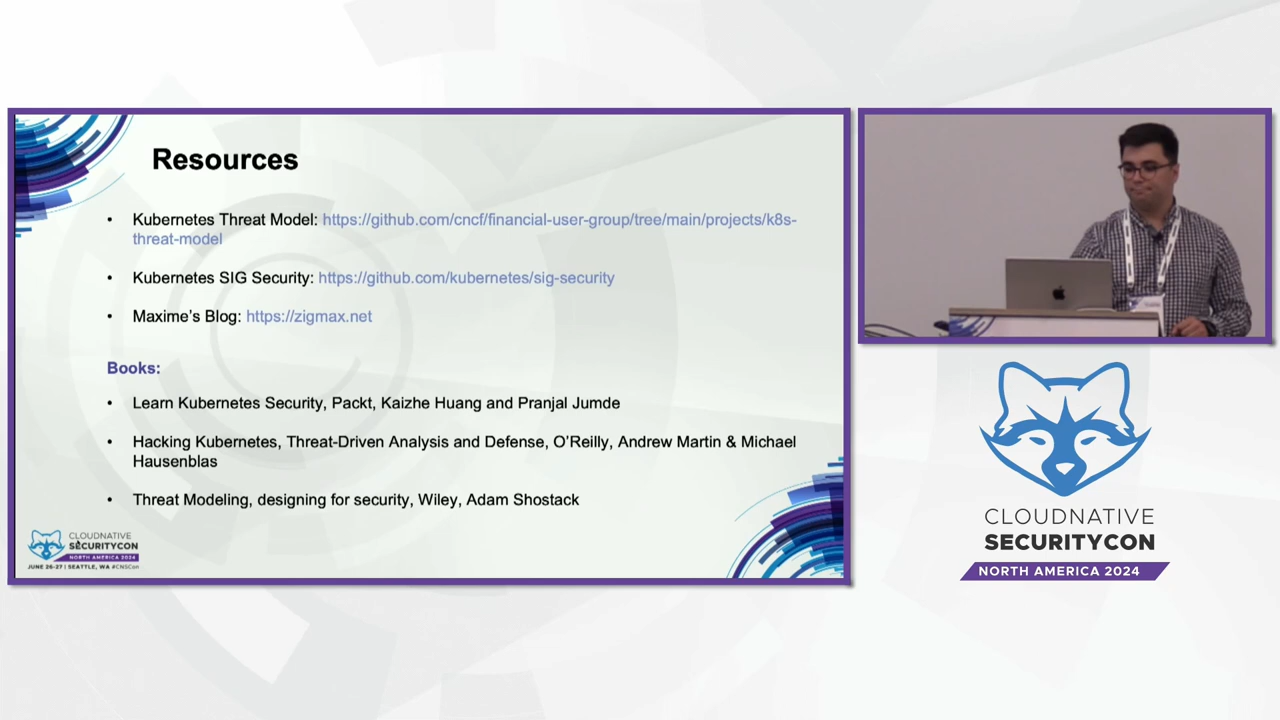 Resources
• Kubernetes Threat Model: https://github.com/cncf/financial-user-group/tree/main/projects/k8s-
threat-model
• Kubernetes SIG Security: https://github.com/kubernetes/sig-security
• Maxime’s Blog: https://zigmax.net
Books:
• Learn Kubernetes Security, Packt, Kaizhe Huang and Pranjal Jumde
• Hacking Kubernetes, Threat-Driven Analysis and Defense, O’Reilly, Andrew Martin & Michael
Hausenblas
• Threat Modeling, designing for security, Wiley, Adam Shostack
CLOUDNATIVE
SECURITYCON
NORTH AMERICA 2024
JUNE 26-27 | SEATTLE, WA #CNSCon
CLOUDNATIVE
SECURITYCON
NORTH AMERICA 2024